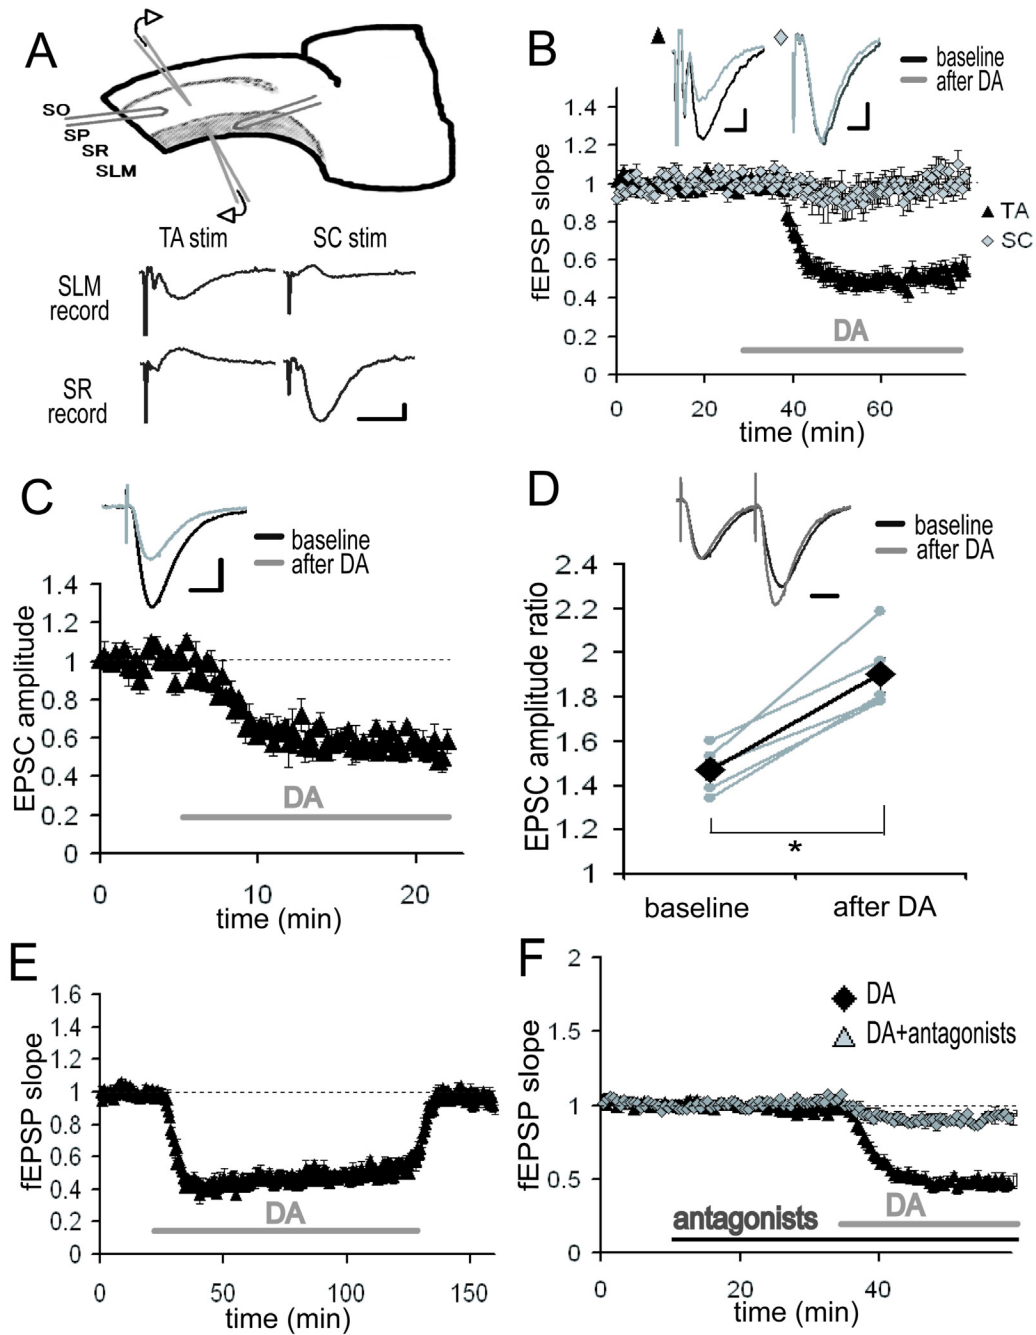 A
SO
SP
SR
SLM
TA stim
SC stim
SLM
record
SR
record
B
baseline
after DA
fEPSP slope
1.4
1.2
1
0.8
0.6
0.4
0.2
0
TA
SC
DA
0 20 40 60
time (min)
C
baseline
after DA
EPSC amplitude
1.4
1.2
1
0.8
0.6
0.4
0.2
0
DA
0 10 20
time (min)
D
baseline
after DA
EPSC amplitude ratio
2.4
2.2
2
1.8
1.6
1.4
1.2
1
*
baseline after DA
E
fEPSP slope
1.6
1.4
1.2
1
0.8
0.6
0.4
0.2
0
DA
0 50 100 150
time (min)
F
fEPSP slope
2
1.5
1
0.5
0
DA
DA+antagonists
DA
antagonists
0 20 40
time (min)